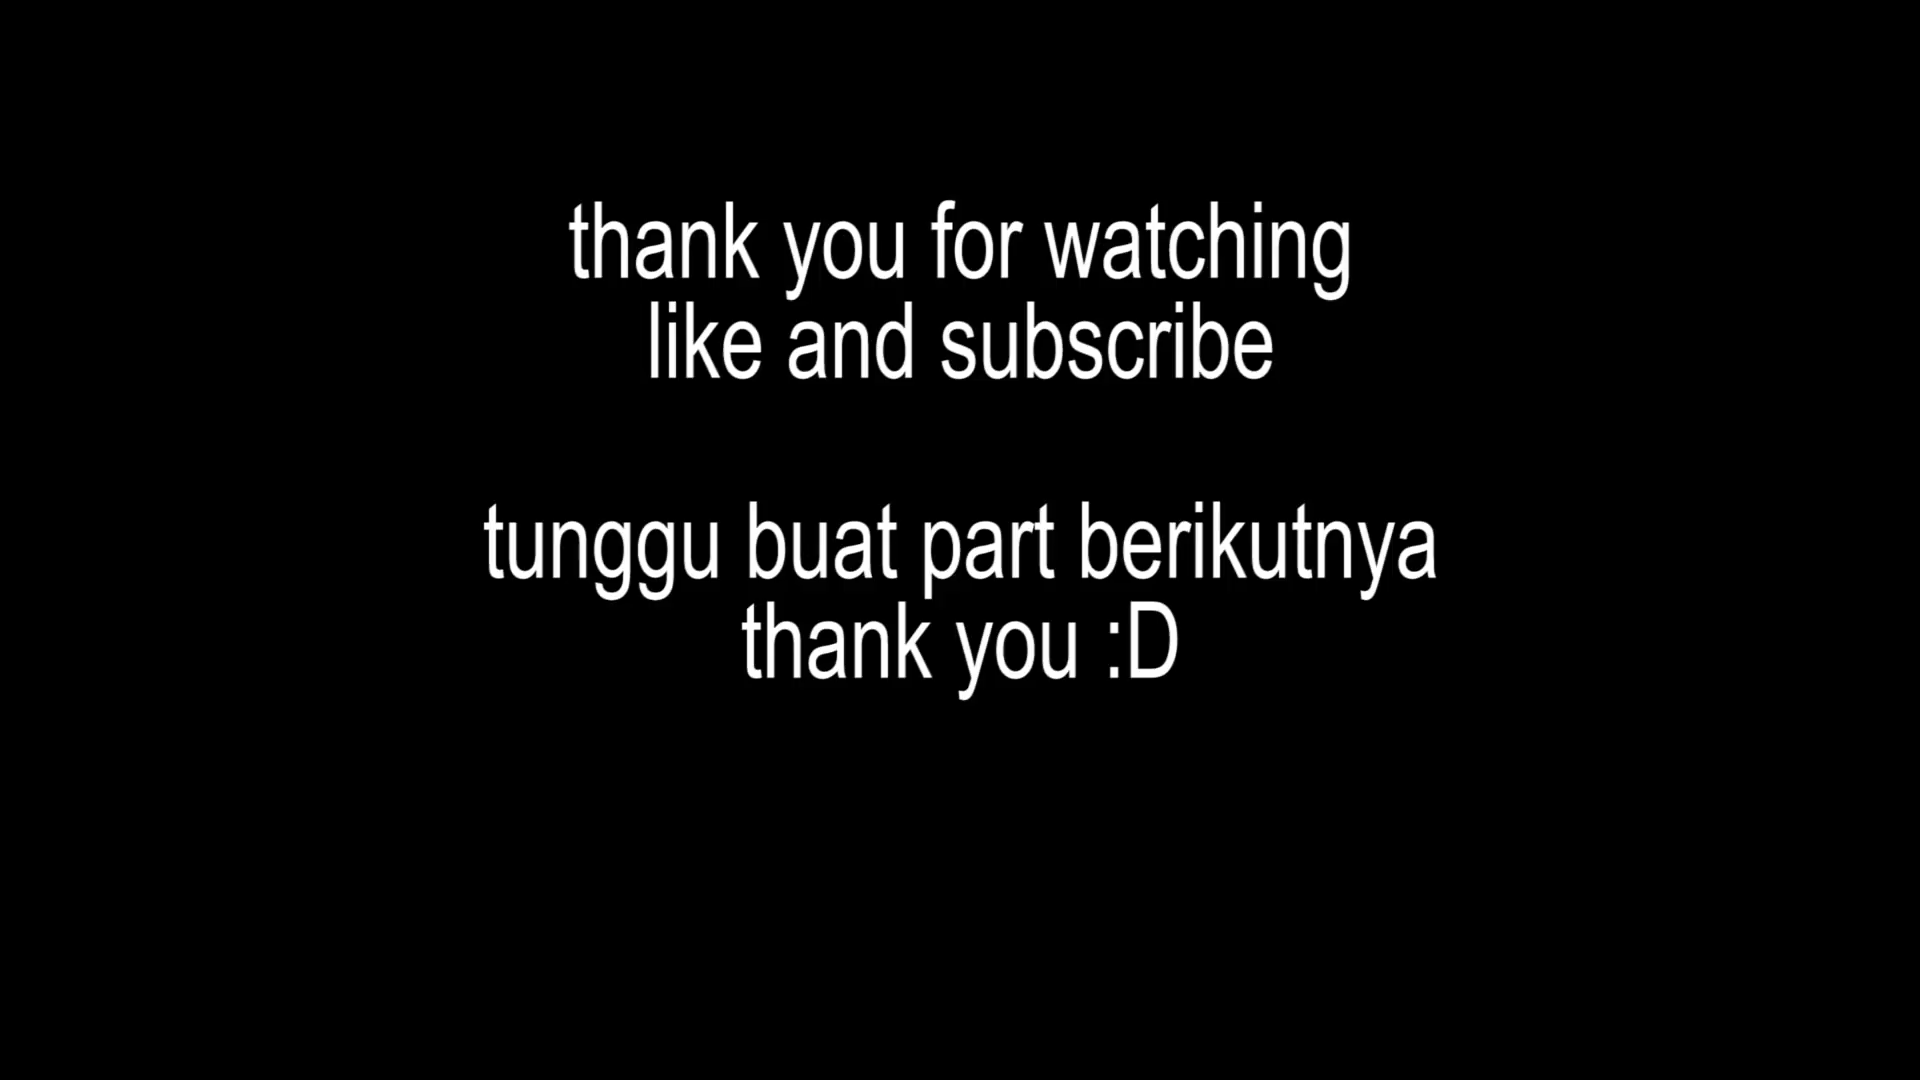 thank you for watching
like and subscribe
tunggu buat part berikutnya
thank you :D